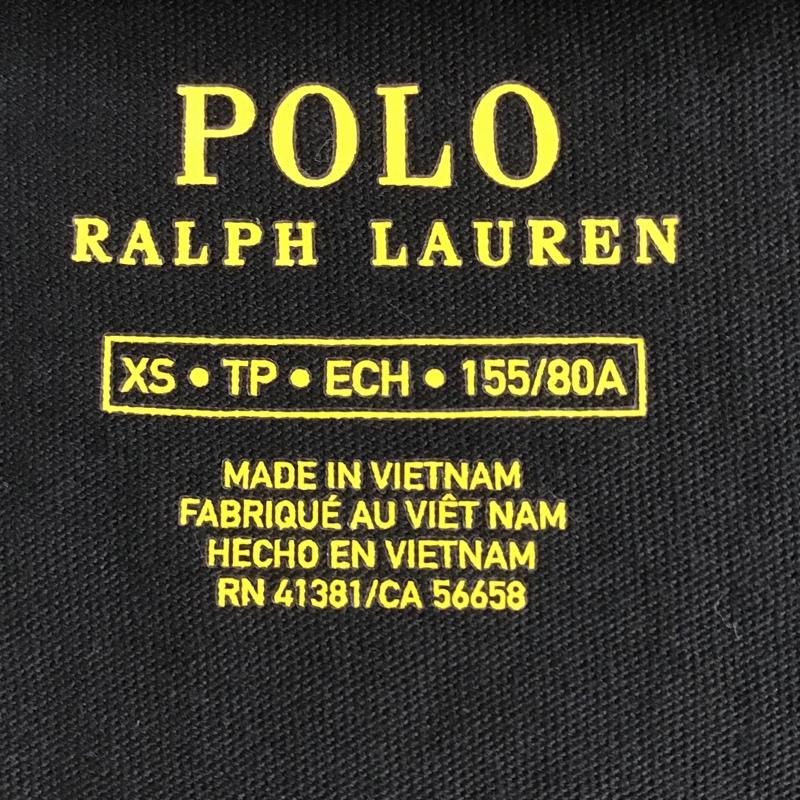 POLO
RALPH LAUREN
XS • TP • ECH • 155/80A
MADE IN VIETNAM
FABRIQUÉ AU VIÊT NAM
HECHO EN VIETNAM
RN 41381/CA 56658